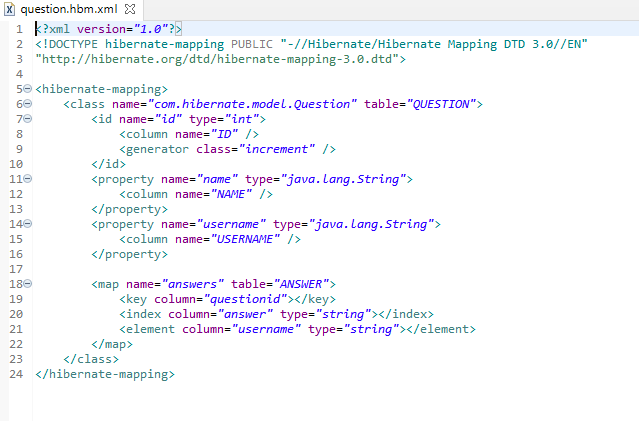 question.hbm.xml
1 <?xml version="1.0"?>
2 <!DOCTYPE hibernate-mapping PUBLIC "-//Hibernate/Hibernate Mapping DTD 3.0//EN"
3 "http://hibernate.org/dtd/hibernate-mapping-3.0.dtd">
4
5 <hibernate-mapping>
6     <class name="com.hibernate.model.Question" table="QUESTION">
7         <id name="id" type="int">
8             <column name="ID" />
9             <generator class="increment" />
10         </id>
11         <property name="name" type="java.lang.String">
12             <column name="NAME" />
13         </property>
14         <property name="username" type="java.lang.String">
15             <column name="USERNAME" />
16         </property>
17
18         <map name="answers" table="ANSWER">
19             <key column="questionid"></key>
20             <index column="answer" type="string"></index>
21             <element column="username" type="string"></element>
22         </map>
23     </class>
24 </hibernate-mapping>